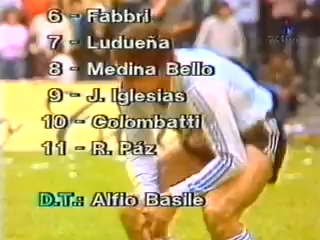 6 - Fabbri
7 - Ludueña
8 - Medina Bello
9 - J. Iglesias
10 - Colombatti
11 - R. Páz
D.T.: Alfio Basile